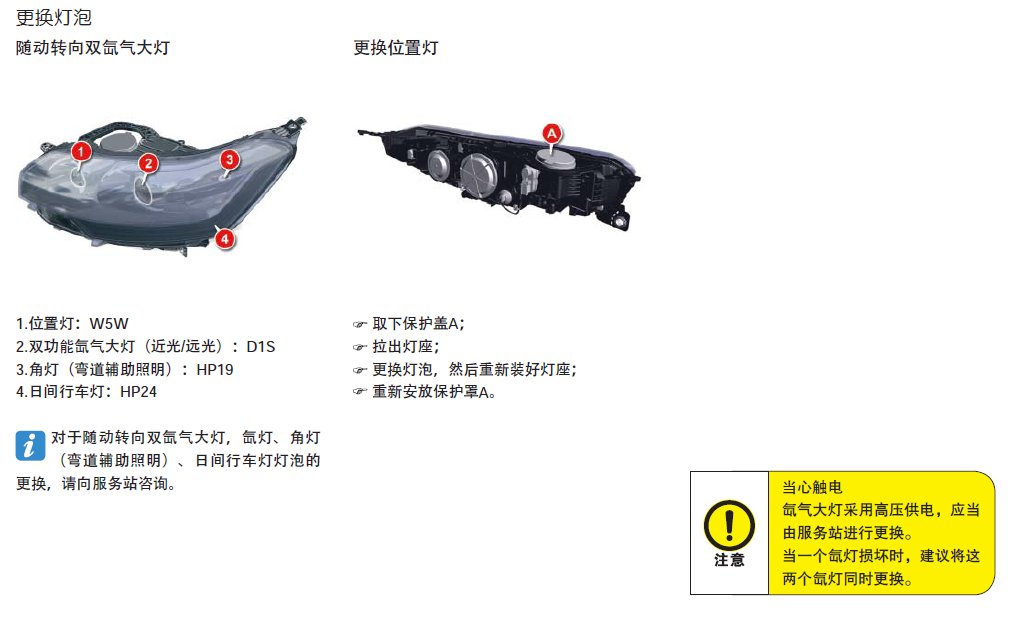 更换灯泡
随动转向双氙气大灯
1
2
3
4
1.位置灯：W5W
2.双功能氙气大灯（近光/远光）：D1S
3.角灯（弯道辅助照明）：HP19
4.日间行车灯：HP24
i 对于随动转向双氙气大灯，氙灯、角灯
（弯道辅助照明）、日间行车灯灯泡的
更换，请向服务站咨询。
更换位置灯
A
☞ 取下保护盖A；
☞ 拉出灯座；
☞ 更换灯泡，然后重新装好灯座；
☞ 重新安放保护罩A。
注意
当心触电
氙气大灯采用高压供电，应当
由服务站进行更换。
当一个氙灯损坏时，建议将这
两个氙灯同时更换。